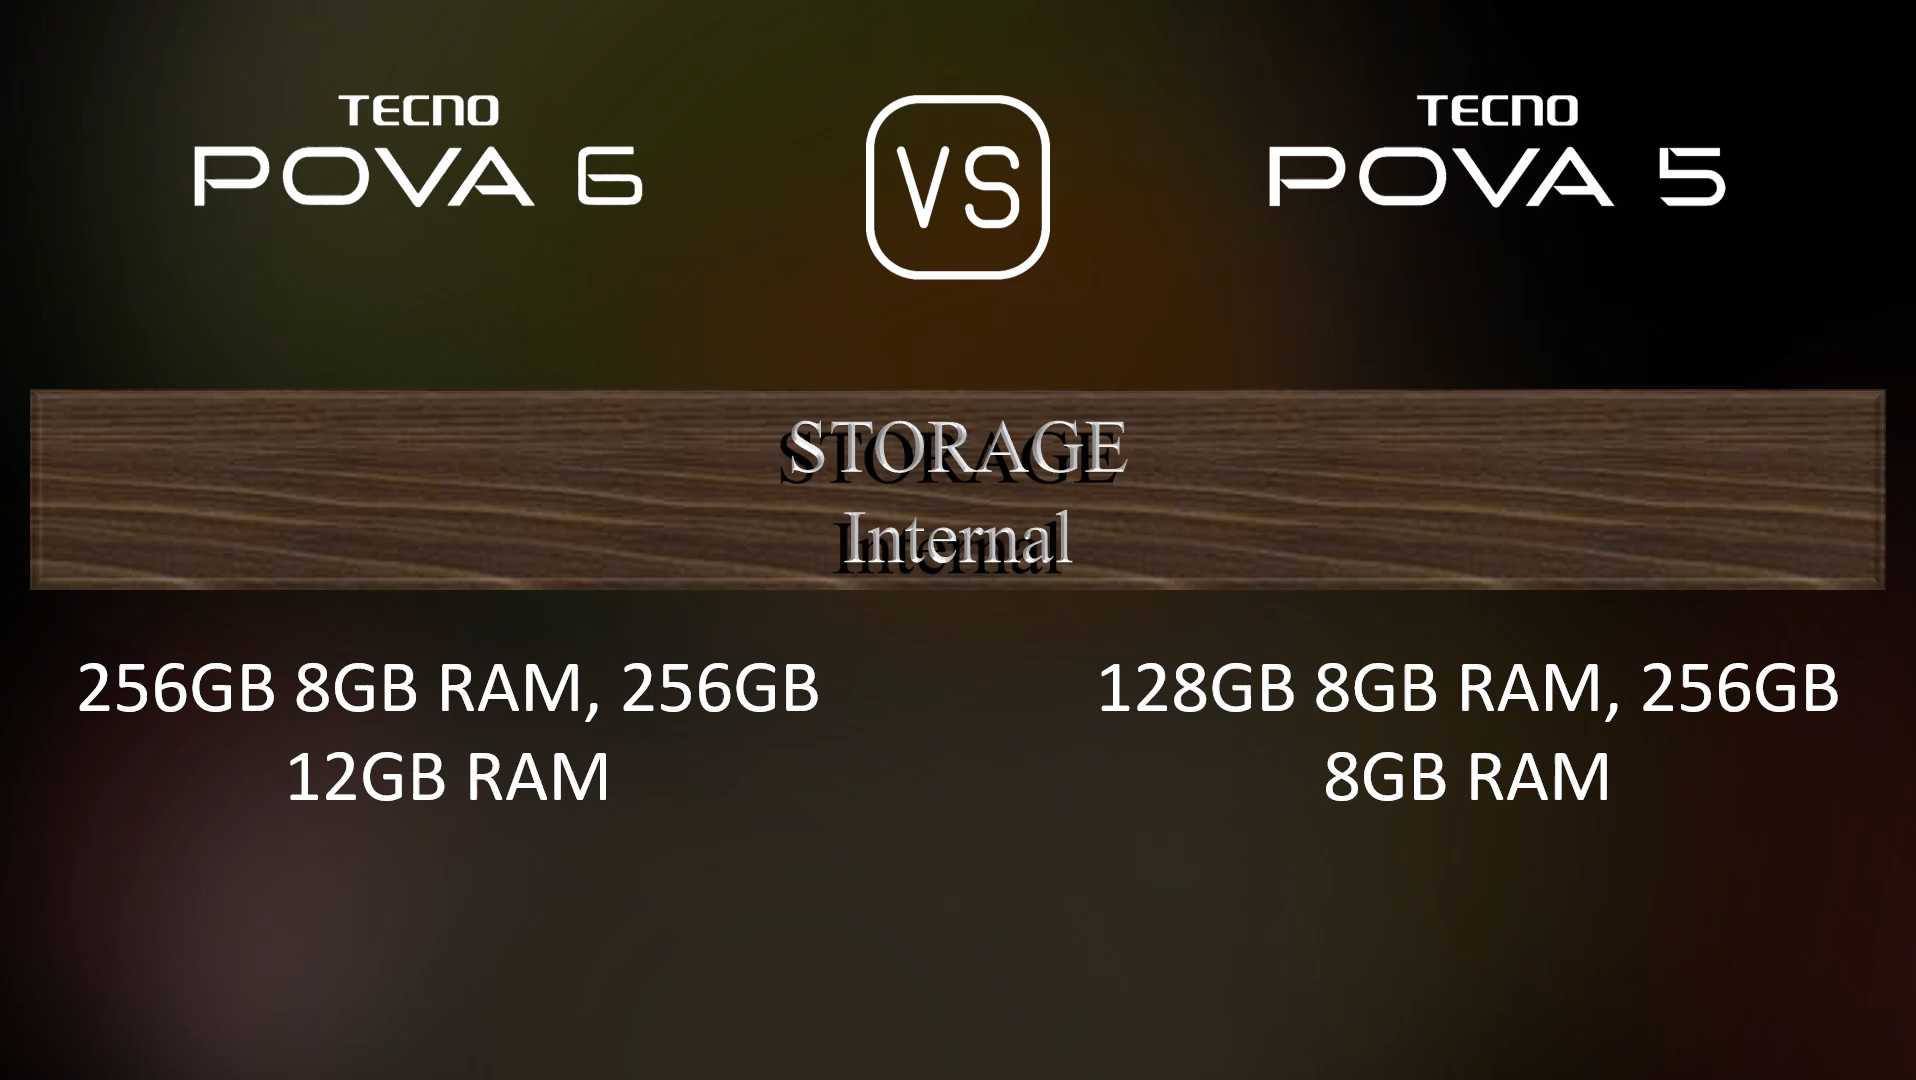 TECNO
POVA 6
VS
TECNO
POVA 5
STORAGE
Internal
256GB 8GB RAM, 256GB
12GB RAM
128GB 8GB RAM, 256GB
8GB RAM